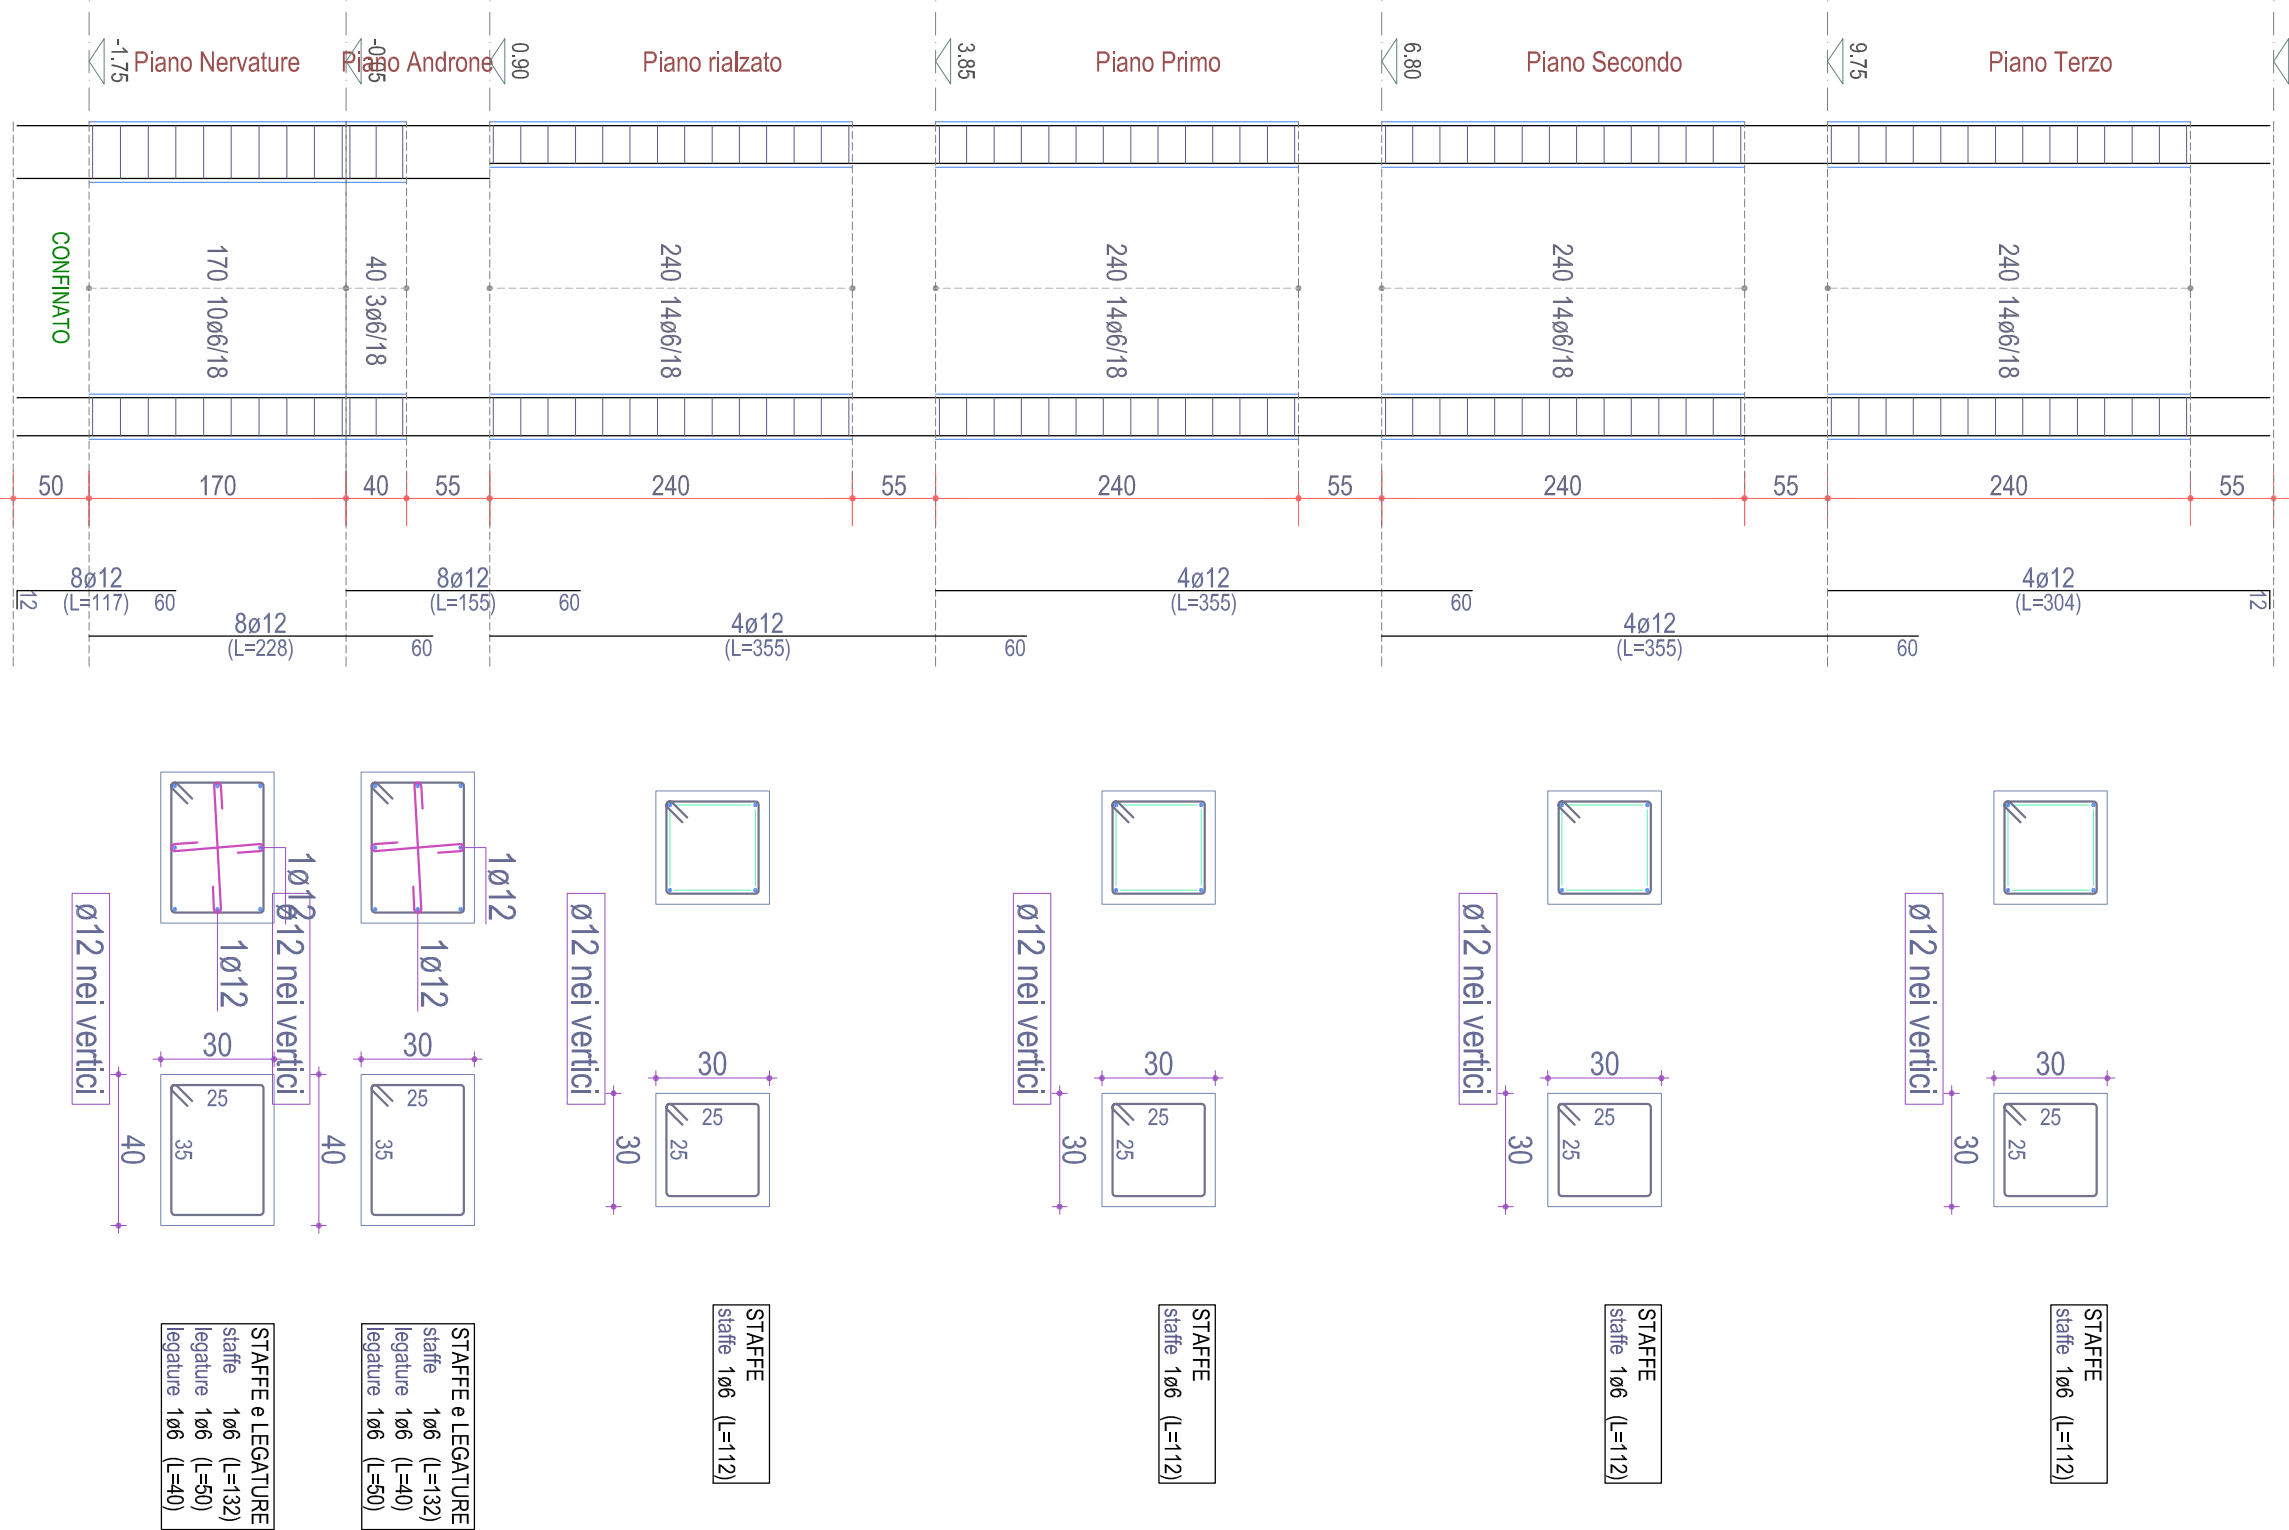 -1.75
Piano Nervature
-0.05
Piano Androne
0.90
Piano rialzato
3.85
Piano Primo
6.80
Piano Secondo
9.75
Piano Terzo
CONFINATO
170 10ø6/18
40 3ø6/18
240 14ø6/18
240 14ø6/18
240 14ø6/18
240 14ø6/18
50 170 40 55 240 55 240 55 240 55 240 55
12
8ø12
(L=117) 60
8ø12
(L=155) 60
4ø12
(L=355) 60
4ø12
(L=304)
12
8ø12
(L=228) 60
4ø12
(L=355) 60
4ø12
(L=355) 60
1ø12
1ø12
ø12 nei vertici
1ø12
1ø12
ø12 nei vertici
ø12 nei vertici
ø12 nei vertici
ø12 nei vertici
ø12 nei vertici
30
40
25
35
30
40
25
35
30
30
25
25
30
30
25
25
30
30
25
25
30
30
25
25
STAFFE e LEGATURE
staffe 1ø6 (L=132)
legature 1ø6 (L=50)
legature 1ø6 (L=40)
STAFFE e LEGATURE
staffe 1ø6 (L=132)
legature 1ø6 (L=40)
legature 1ø6 (L=50)
STAFFE
staffe 1ø6 (L=112)
STAFFE
staffe 1ø6 (L=112)
STAFFE
staffe 1ø6 (L=112)
STAFFE
staffe 1ø6 (L=112)